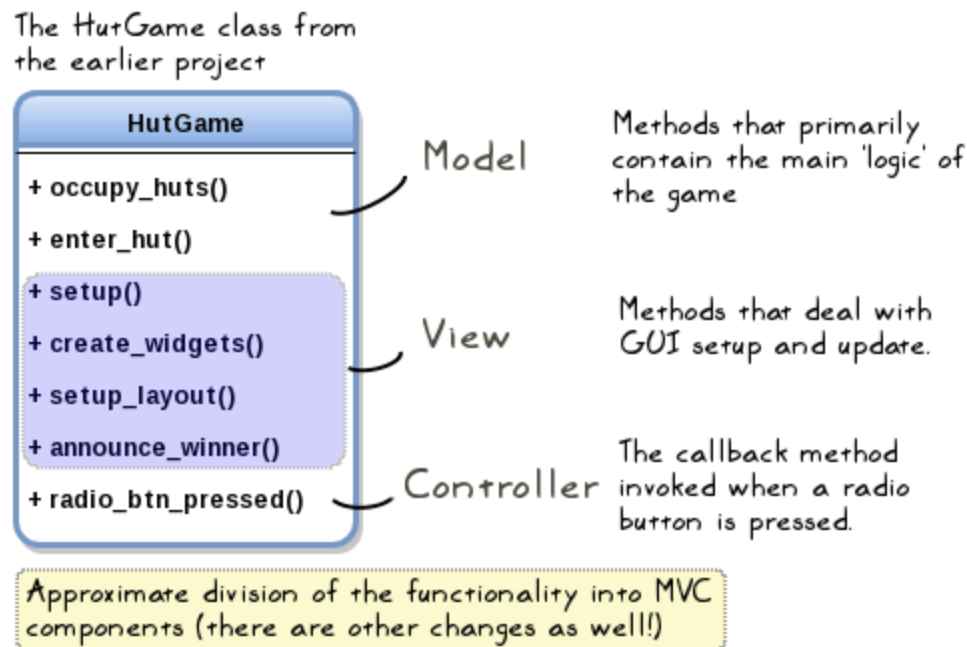 The HutGame class from
the earlier project
HutGame
+ occupy_huts()
+ enter_hut()
+ setup()
+ create_widgets()
+ setup_layout()
+ announce_winner()
+ radio_btn_pressed()
Model
Methods that primarily
contain the main 'logic' of
the game
View
Methods that deal with
GUI setup and update.
Controller
The callback method
invoked when a radio
button is pressed.
Approximate division of the functionality into MVC
components (there are other changes as well!)